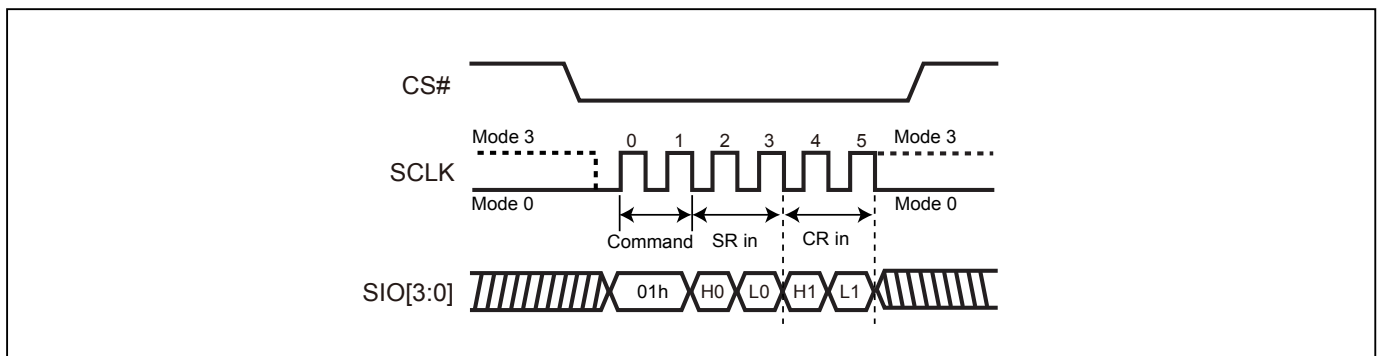 CS#
Mode 3 0 1 2 3 4 5 Mode 3
SCLK
Mode 0 Mode 0
Command SR in CR in
SIO[3:0] 01h H0 L0 H1 L1